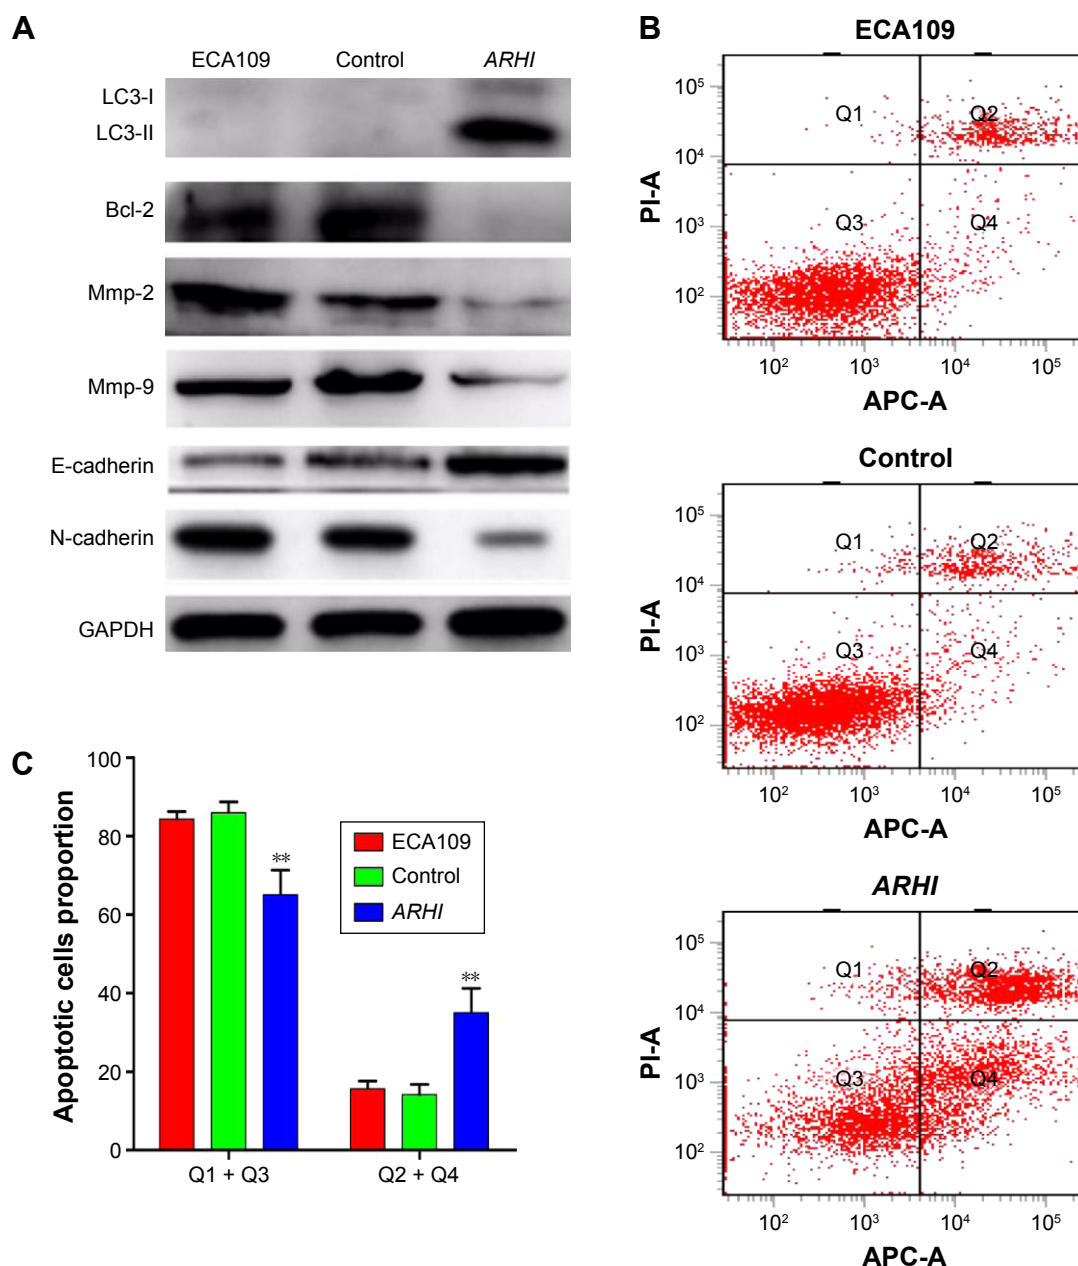 A
ECA109 Control ARHI
LC3-I
LC3-II
Bcl-2
Mmp-2
Mmp-9
E-cadherin
N-cadherin
GAPDH
B
ECA109
PI-A
10⁵
10⁴
10³
10²
Q1 Q2
Q3 Q4
10² 10³ 10⁴ 10⁵
APC-A
Control
PI-A
10⁵
10⁴
10³
10²
Q1 Q2
Q3 Q4
10² 10³ 10⁴ 10⁵
APC-A
ARHI
PI-A
10⁵
10⁴
10³
10²
Q1 Q2
Q3 Q4
10² 10³ 10⁴ 10⁵
APC-A
C
Apoptotic cells proportion
100
80
60
40
20
0
**
**
ECA109
Control
ARHI
Q1 + Q3 Q2 + Q4